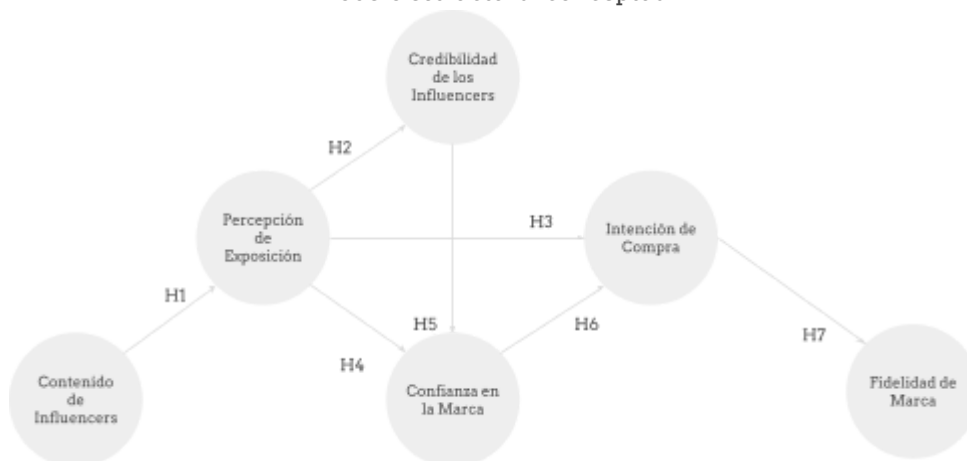 Credibilidad
de los
Influencers
H2
Percepción
de
Exposición
H3
Intención de
Compra
H1
H5
H6
H4
H7
Contenido
de
Influencers
Confianza en
la Marca
Fidelidad de
Marca